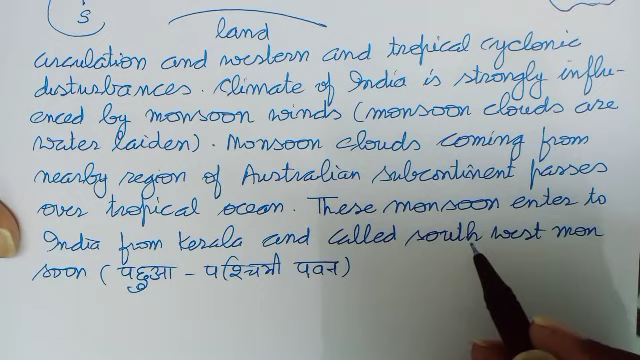 S
land
circulation and western and tropical cyclonic
disturbances. Climate of India is strongly influ-
enced by monsoon winds (monsoon clouds are
water laiden). Monsoon clouds coming from
nearby region of Australian subcontinent passes
over tropical ocean. These monsoon enter to
India from Kerala and called south west mon
soon (पछुआ - पश्चिमी पवन)